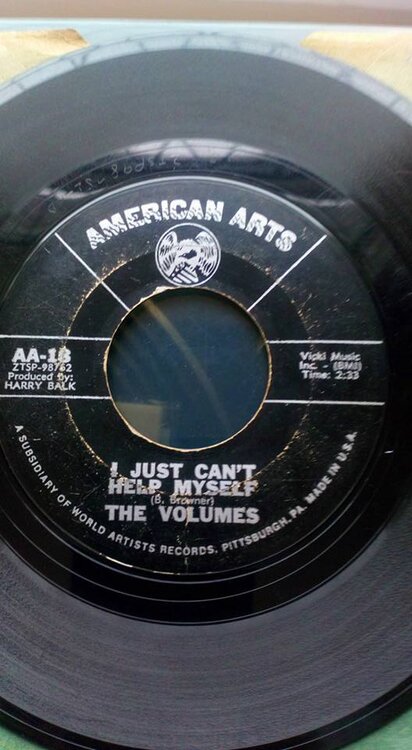 AMERICAN ARTS
AA-18
ZTSP-98762
Produced by:
HARRY BALK
Vicki Music
Inc. - (BMI)
Time: 2:33
I JUST CAN'T
HELP MYSELF
(B. Browner)
THE VOLUMES
A SUBSIDIARY OF WORLD ARTISTS RECORDS, PITTSBURGH, PA. MADE IN U.S.A.